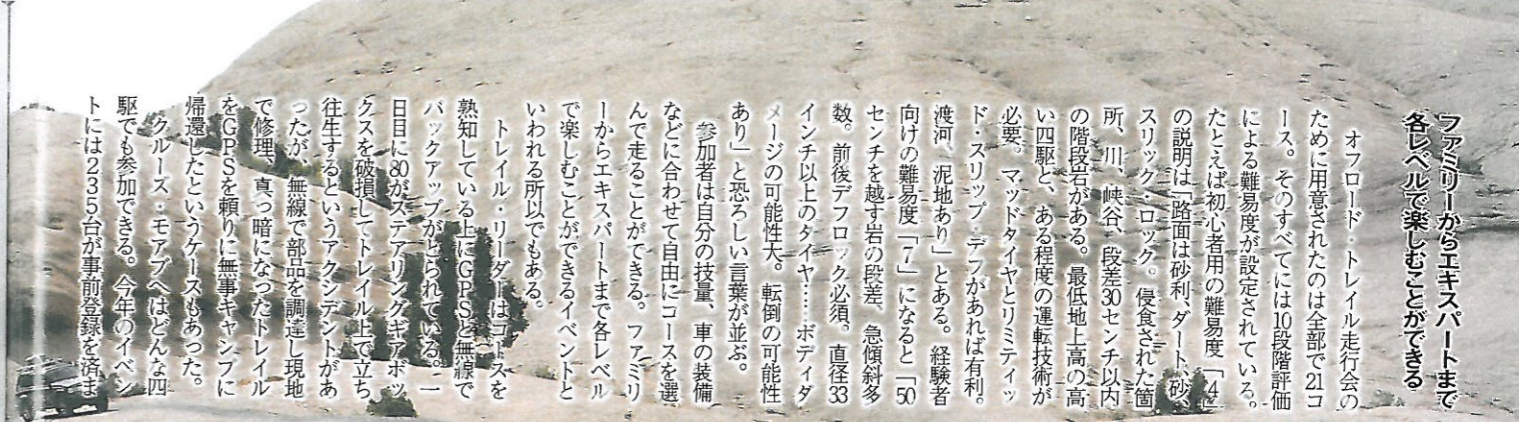 ファミリーからエキスパートまで
各レベルで楽しむことができる
オフロード・トレイル走行会の
ために用意されたのは全部で21コ
ース。そのすべてには10段階評価
による難易度が設定されている。
たとえば初心者用の難易度「4」
の説明は「路面は砂利、ダート、砂、
スリック・ロック。侵食された箇
所、川、峡谷、段差30センチ以内
の階段岩がある。最低地上高の高
い四駆と、ある程度の運転技術が
必要。マッドタイヤとリミティッ
ド・スリップ・デフがあれば有利。
渡河、泥地あり」とある。経験者
向けの難易度「7」になると「50
センチを越す岩の段差、急傾斜多
数。前後デフロック必須。直径33
インチ以上のタイヤ……ボディダ
メージの可能性大。転倒の可能性
あり」と恐ろしい言葉が並ぶ。
参加者は自分の技量、車の装備
などに合わせて自由にコースを選
んで走ることができる。ファミリ
ーからエキスパートまで各レベル
で楽しむことができるイベントと
いわれる所以でもある。
トレイル・リーダーはコースを
熟知している上にGPSと無線で
バックアップがとられている。一
日目に80がステアリングギアボッ
クスを破損してトレイル上で立ち
往生するというアクシデントがあ
ったが、無線で部品を調達し現地
で修理、真っ暗になったトレイル
をGPSを頼りに無事キャンプに
帰還したというケースもあった。
クルーズ・モアブへはどんな四
駆でも参加できる。今年のイベン
トには235台が事前登録を済ま